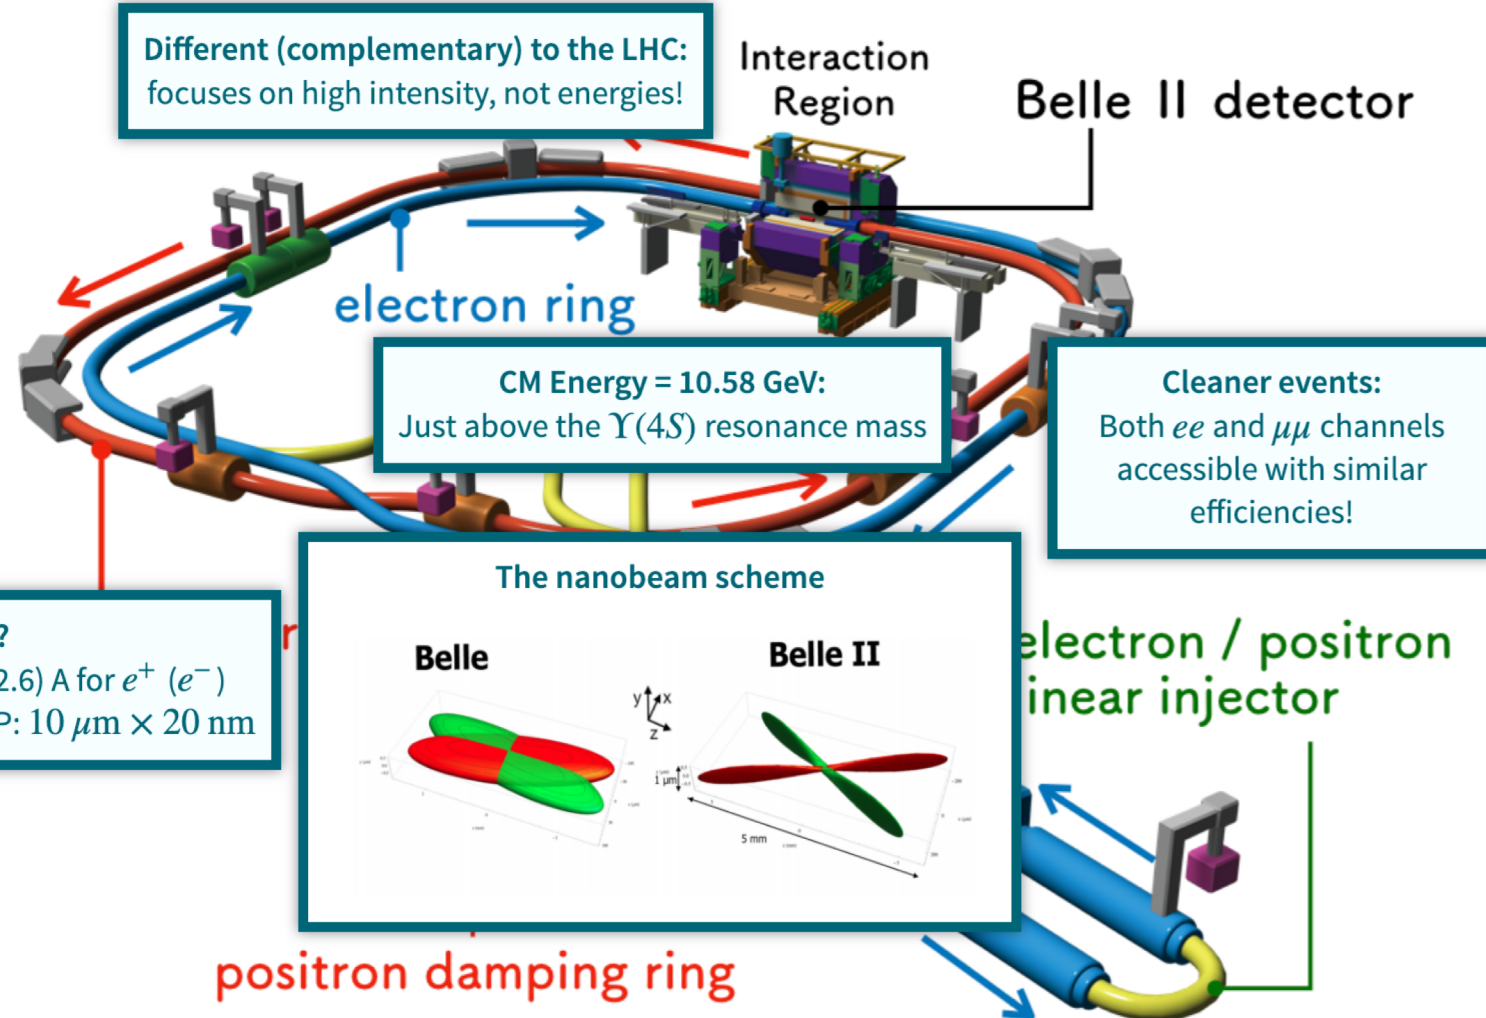 Different (complementary) to the LHC:
focuses on high intensity, not energies!
Interaction
Region
Belle II detector
electron ring
CM Energy = 10.58 GeV:
Just above the ϒ(4S) resonance mass
Cleaner events:
Both ee and μμ channels
accessible with similar
efficiencies!
?
2.6) A for e⁺ (e⁻)
P: 10 μm × 20 nm
r
The nanobeam scheme
Belle
Belle II
y
x
z
1 μm
5 mm
electron / positron
inear injector
positron damping ring